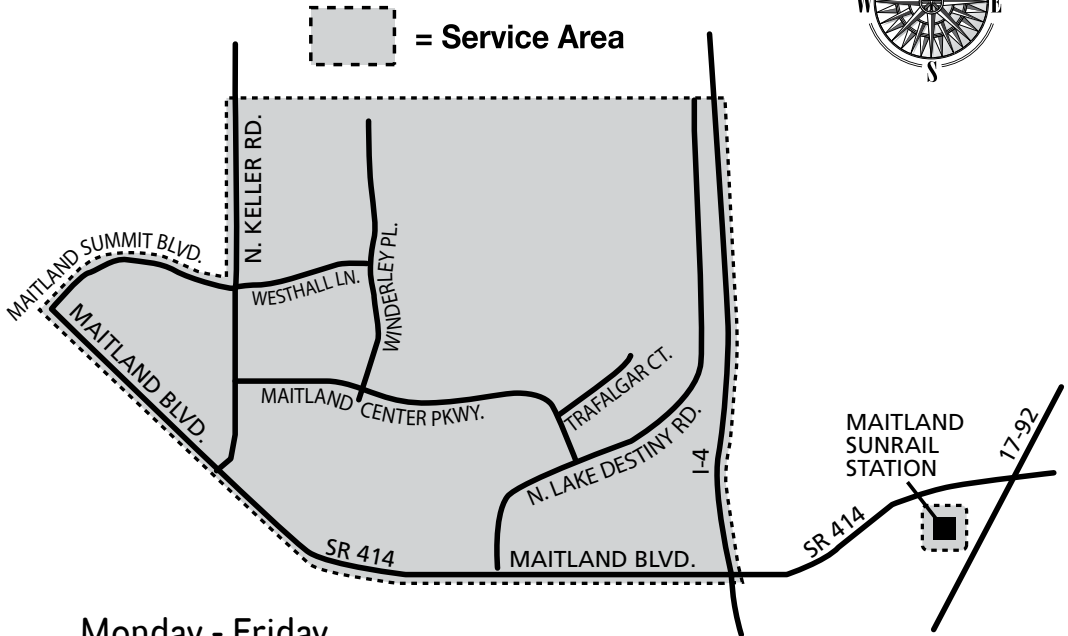 W
E
S
= Service Area
N. KELLER RD.
MAITLAND SUMMIT BLVD.
WESTHALL LN.
WINDERLEY PL.
MAITLAND BLVD.
MAITLAND CENTER PKWY.
TRAFALGAR CT.
N. LAKE DESTINY RD.
I-4
MAITLAND
SUNRAIL
STATION
17-92
SR 414
SR 414
MAITLAND BLVD.
Monday - Friday